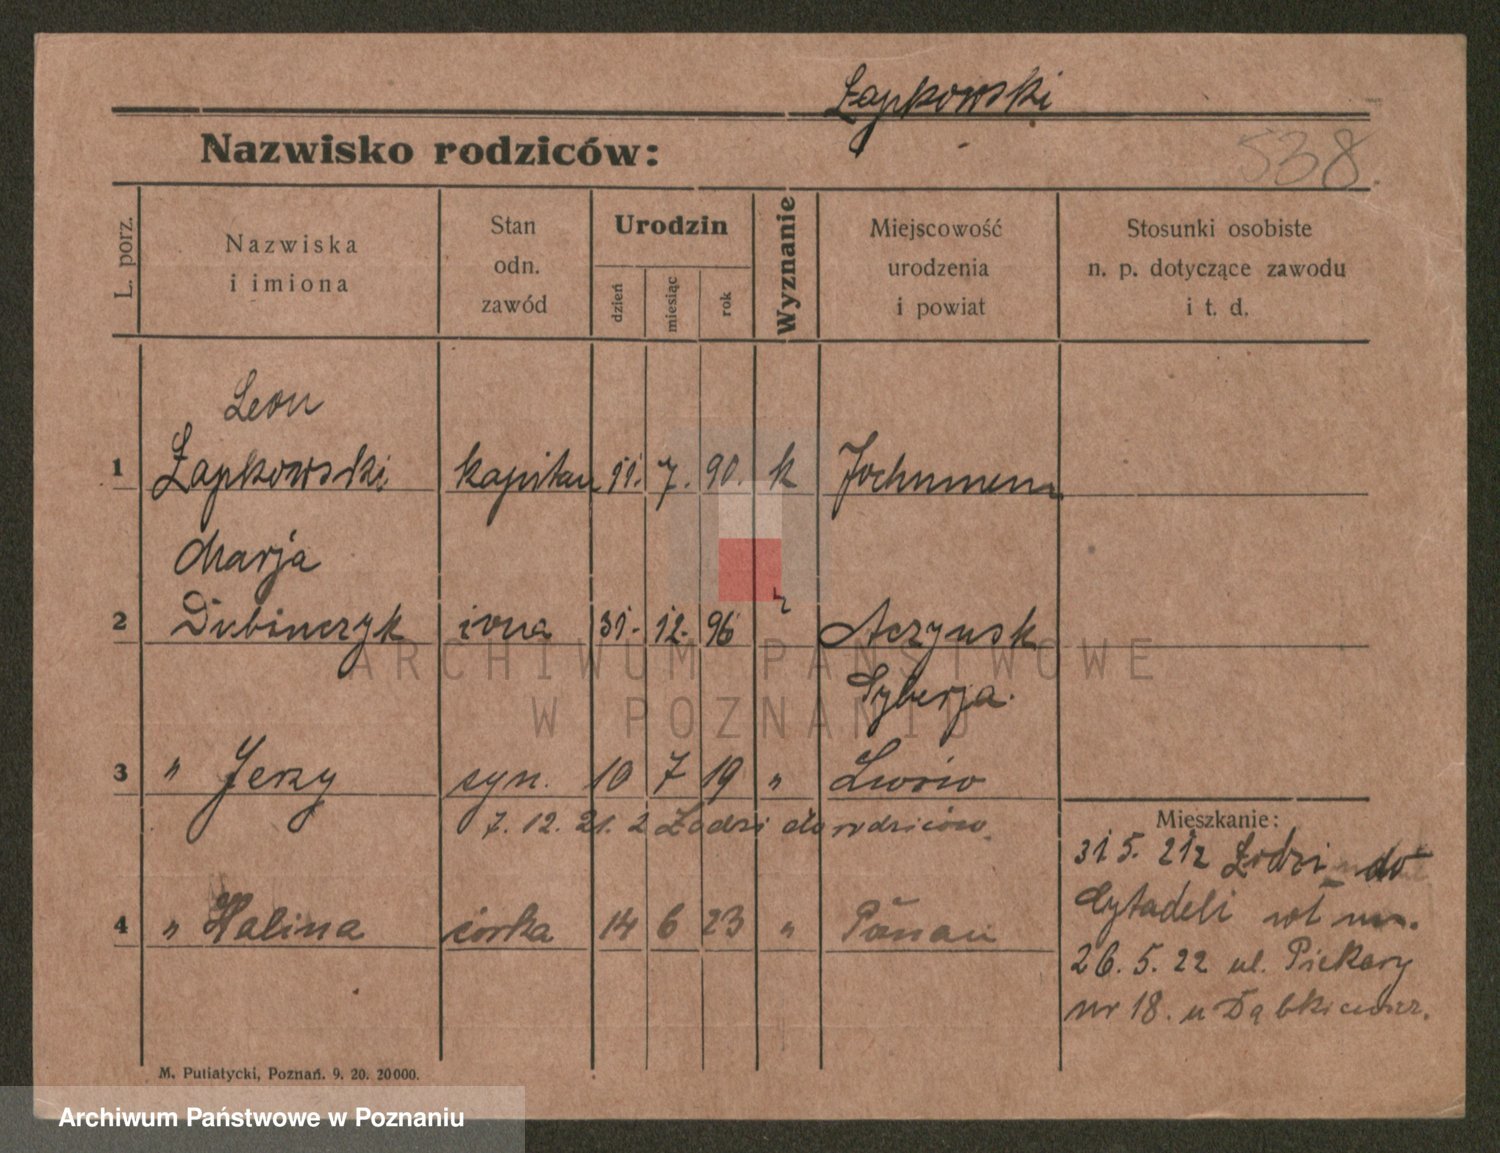 Łapkowski
538.
Nazwisko rodziców:
L. porz.
Nazwiska
i imiona
Stan
odn.
zawód
Urodzin
dzień
miesiąc
rok
Wyznanie
Miejscowość
urodzenia
i powiat
Stosunki osobiste
n. p. dotyczące zawodu
i t. d.
Leon
1 Łapkowski kapitan 11. 7. 90. k
Marja
2 Dubinczyk żona 31. 12. 96 Aczynsk
Syberja.
3 " Jerzy syn. 10 7 19 " Lwów
7. 12. 21. z Łodzi do rodziców.
4 " Halina córka 14 6 23 " Poznań
Mieszkanie:
31 5. 21 z Łodzi do
Cytadeli
26. 5. 22 ul. Piekary
nr 18. u
M. Putiatycki, Poznań. 9. 20. 20000.
ARCHIWUM PAŃSTWOWE
W POZNANIU
Archiwum Państwowe w Poznaniu